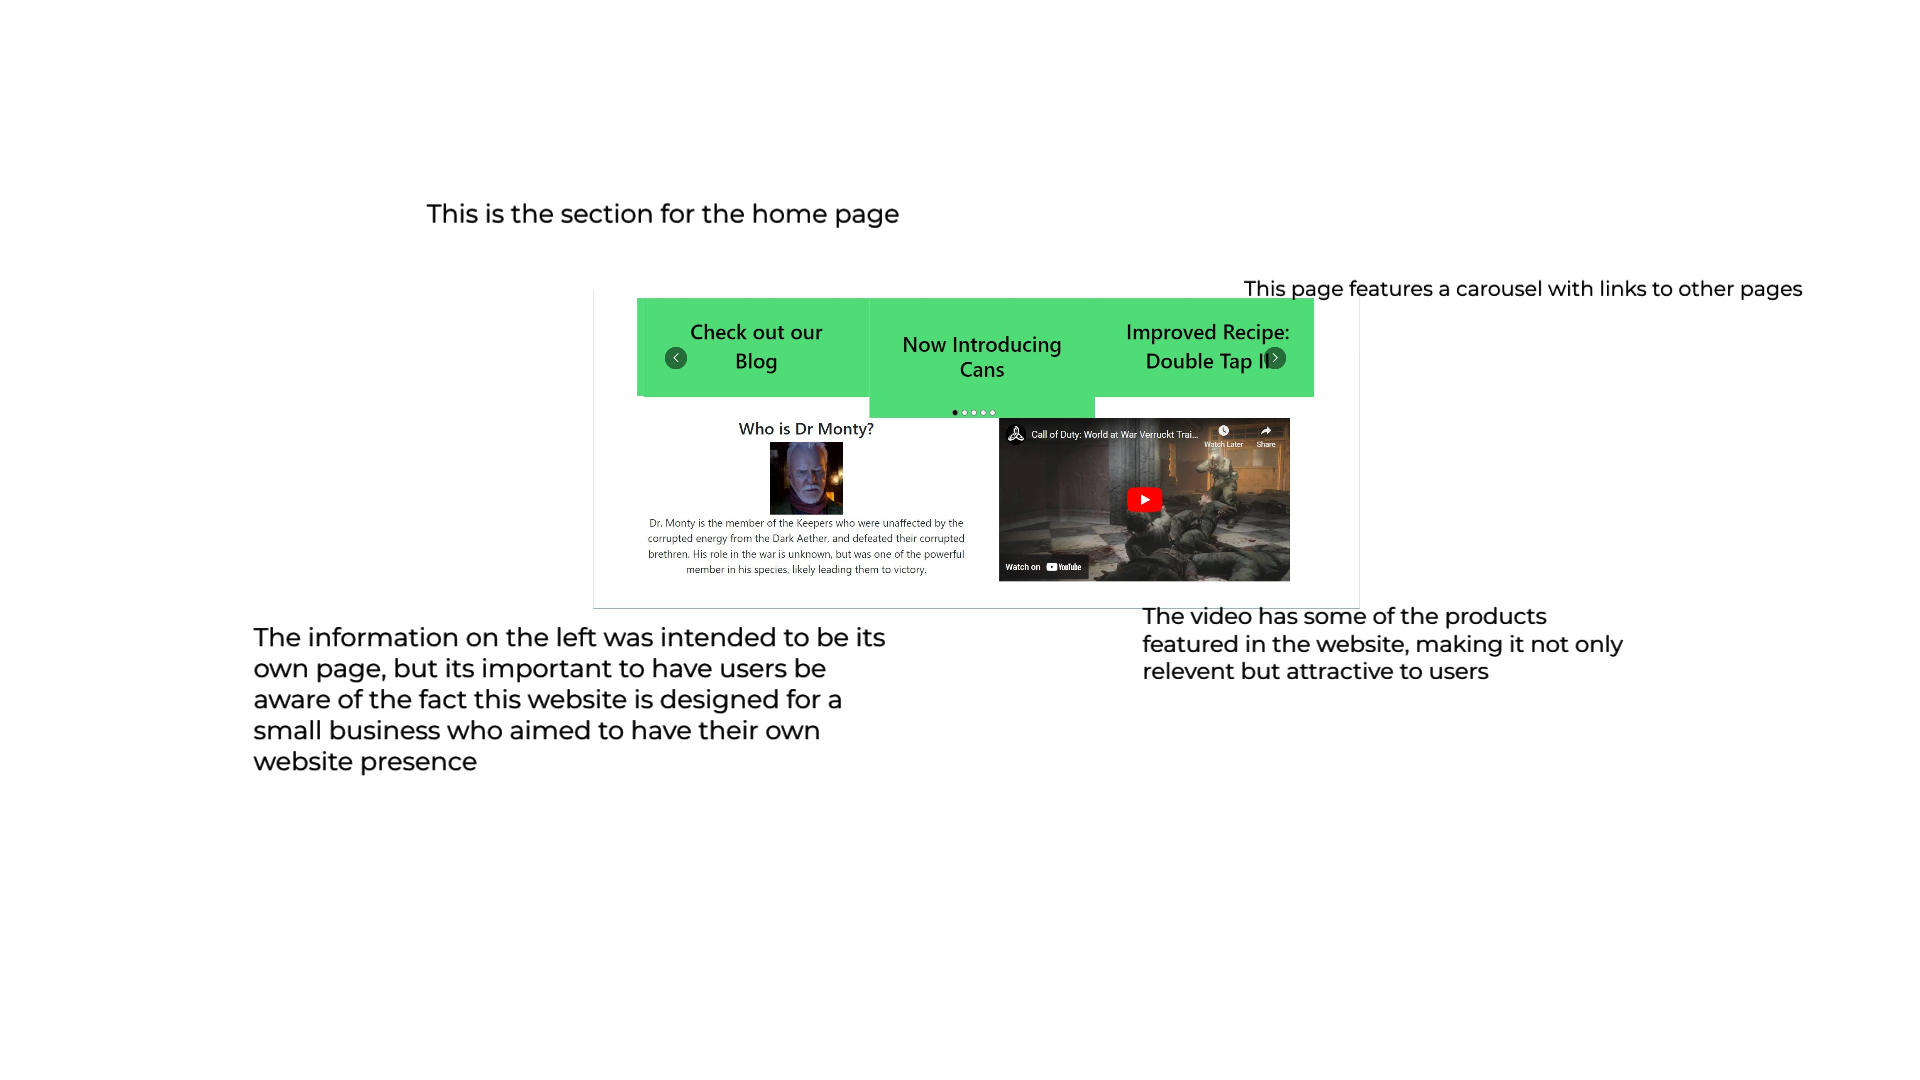 This is the section for the home page
This page features a carousel with links to other pages
Check out our
Blog
Now Introducing
Cans
Improved Recipe:
Double Tap II
Who is Dr Monty?
Dr. Monty is the member of the Keepers who were unaffected by the
corrupted energy from the Dark Aether, and defeated their corrupted
brethren. His role in the war is unknown, but was one of the powerful
member in his species, likely leading them to victory.
Call of Duty: World at War Verruckt Trai...
Watch Later
Share
Watch on YouTube
The information on the left was intended to be its
own page, but its important to have users be
aware of the fact this website is designed for a
small business who aimed to have their own
website presence
The video has some of the products
featured in the website, making it not only
relevent but attractive to users